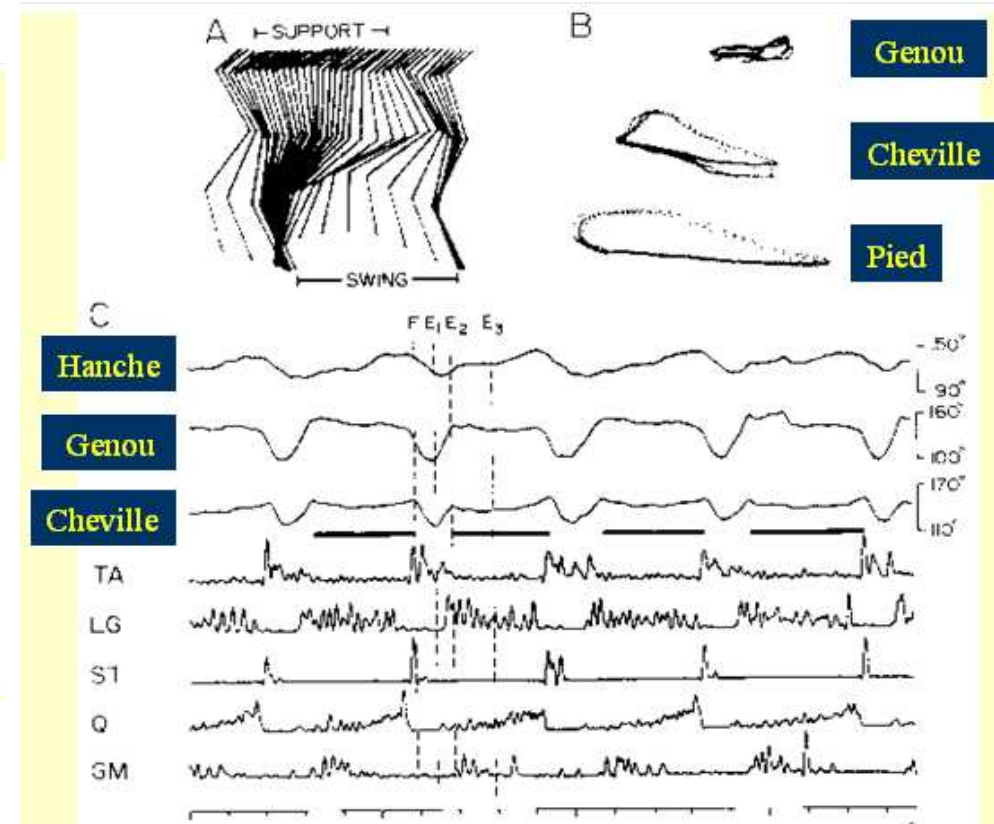 A SUPPORT
B
Genou
Cheville
Pied
SWING
C
F E1 E2 E3
Hanche
150°
90°
Genou
160°
100°
Cheville
170°
110°
TA
LG
ST
Q
GM